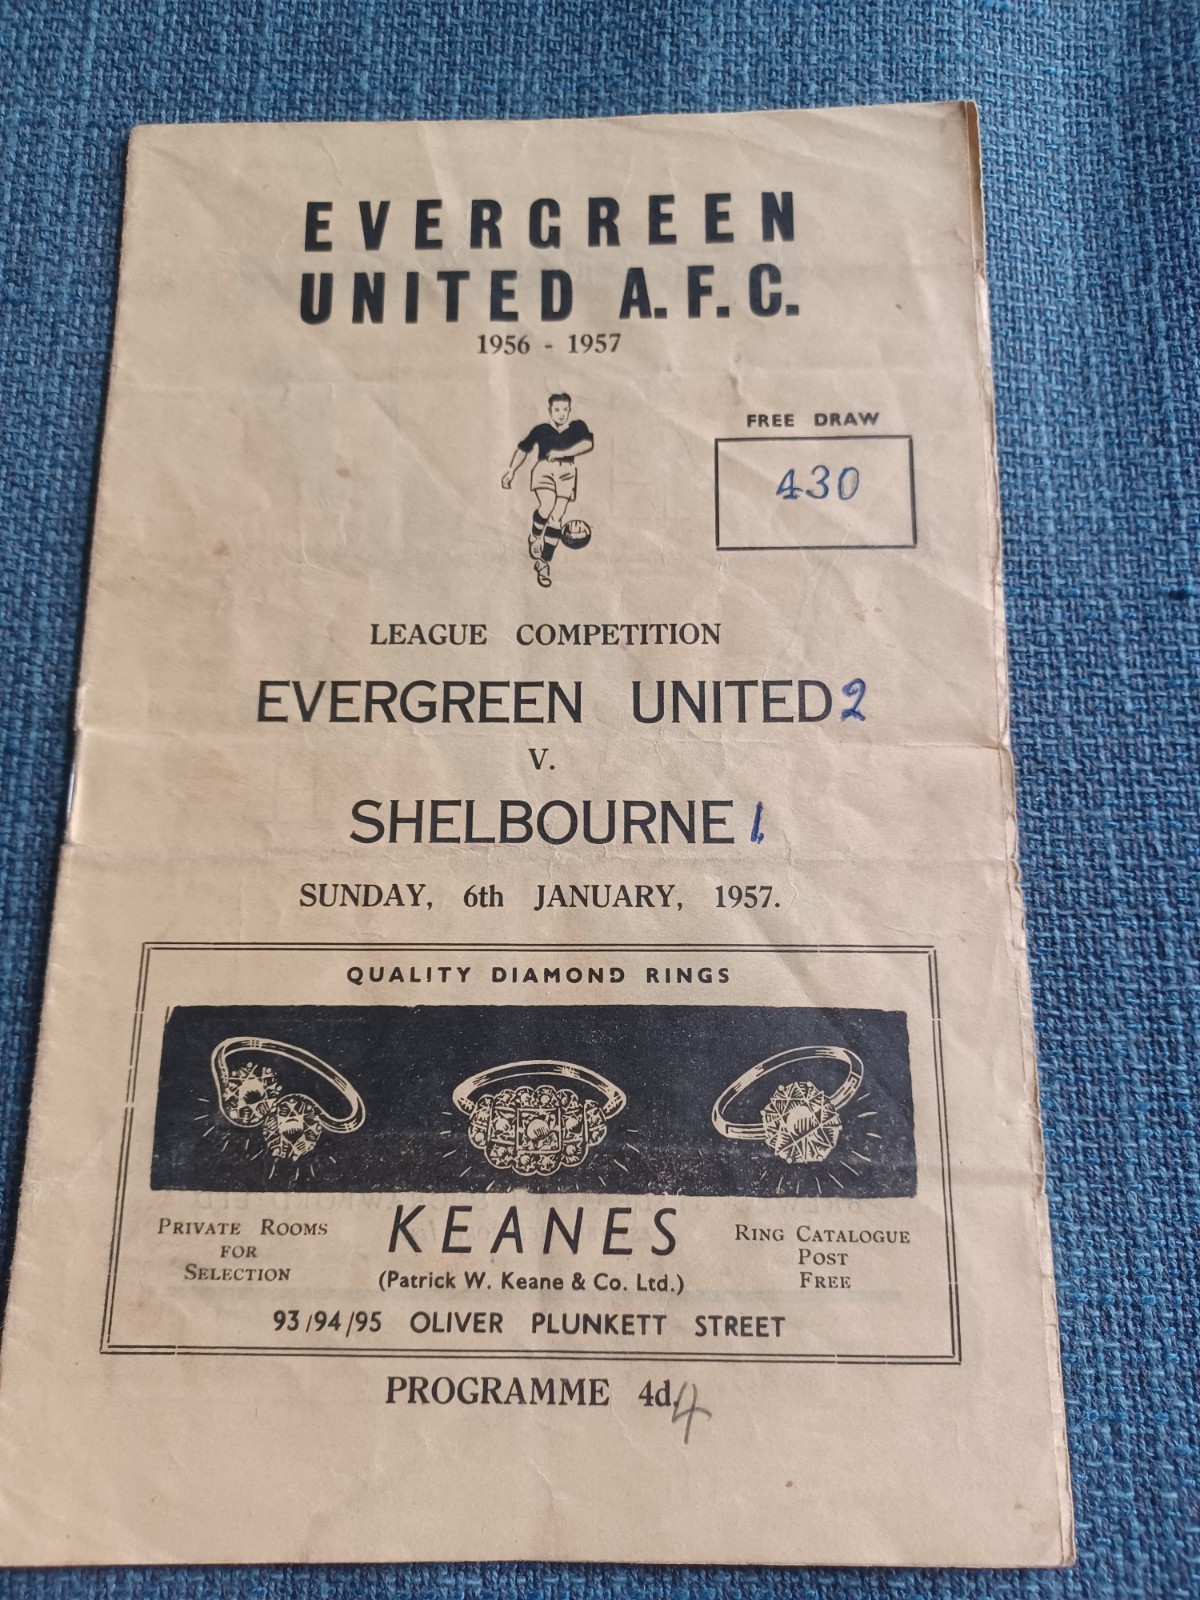 EVERGREEN
UNITED A.F.C.
1956 - 1957
FREE DRAW
430
LEAGUE COMPETITION
EVERGREEN UNITED 2
V.
SHELBOURNE 1.
SUNDAY, 6th JANUARY, 1957.
QUALITY DIAMOND RINGS
PRIVATE ROOMS
FOR
SELECTION
KEANES
(Patrick W. Keane & Co. Ltd.)
RING CATALOGUE
POST
FREE
93/94/95 OLIVER PLUNKETT STREET
PROGRAMME 4d. 4